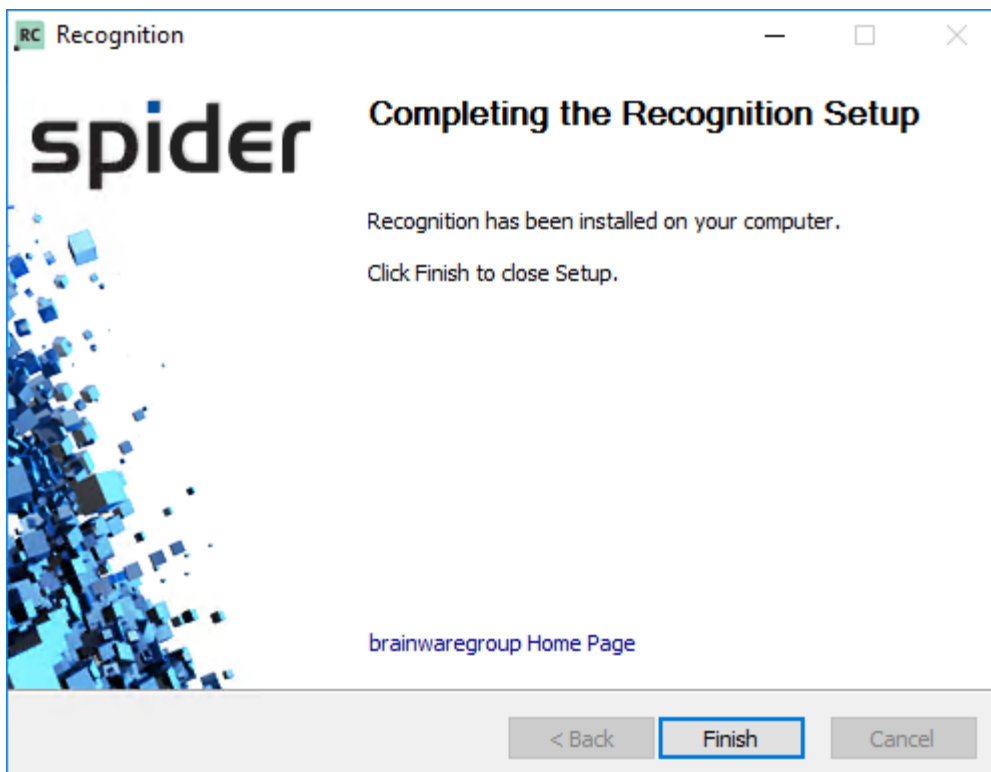 RC Recognition
spider
Completing the Recognition Setup
Recognition has been installed on your computer.
Click Finish to close Setup.
brainwaregroup Home Page
< Back Finish Cancel